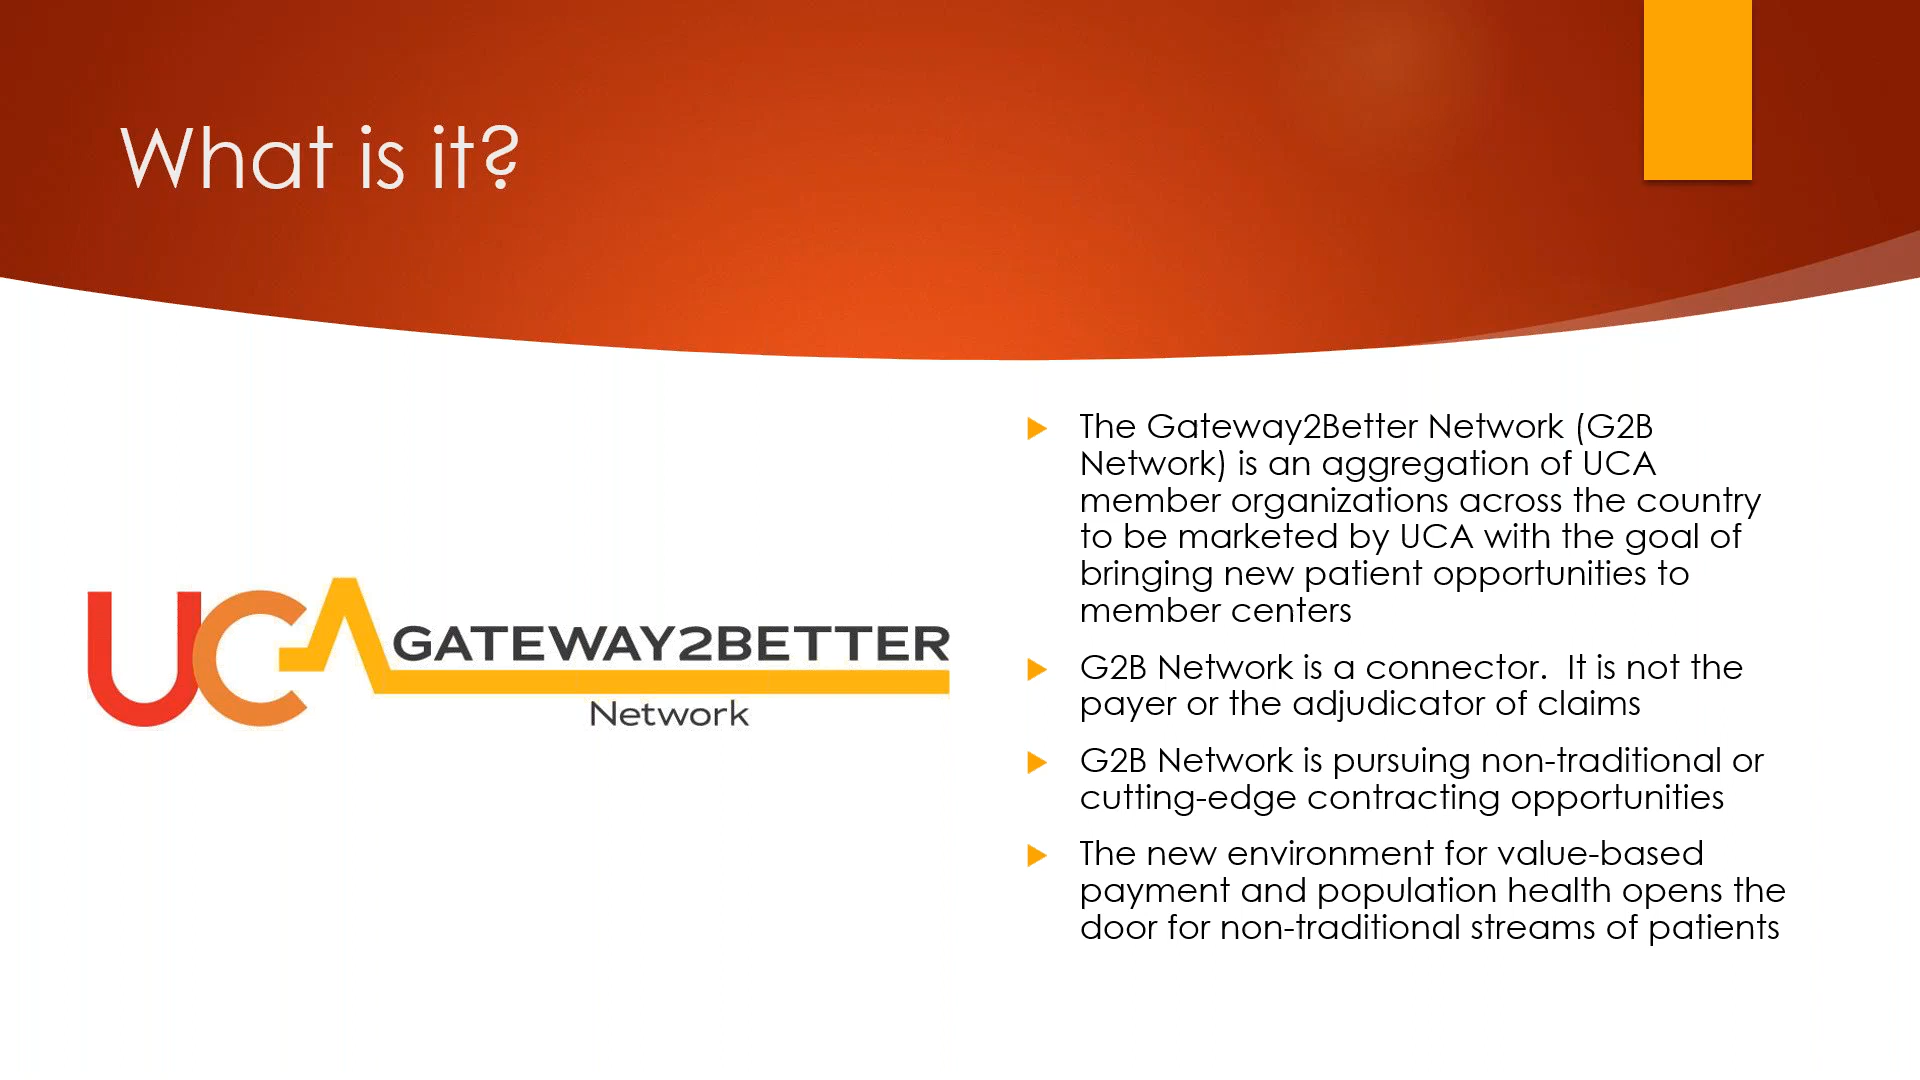 What is it?
UCA GATEWAY2BETTER
Network
The Gateway2Better Network (G2B
Network) is an aggregation of UCA
member organizations across the country
to be marketed by UCA with the goal of
bringing new patient opportunities to
member centers
G2B Network is a connector.  It is not the
payer or the adjudicator of claims
G2B Network is pursuing non-traditional or
cutting-edge contracting opportunities
The new environment for value-based
payment and population health opens the
door for non-traditional streams of patients